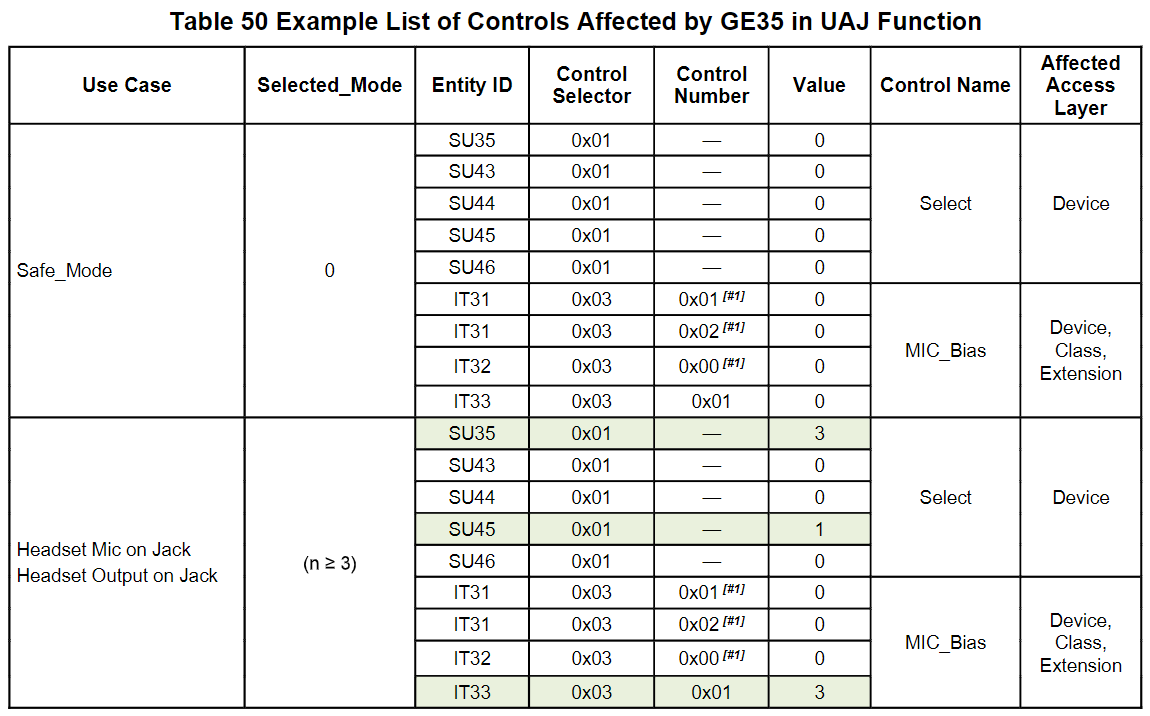 Table 50 Example List of Controls Affected by GE35 in UAJ Function
Use Case Selected_Mode Entity ID Control Selector Control Number Value Control Name Affected Access Layer
Safe_Mode 0 SU35 0x01 — 0 Select Device
SU43 0x01 — 0
SU44 0x01 — 0
SU45 0x01 — 0
SU46 0x01 — 0
IT31 0x03 0x01 [#1] 0 MIC_Bias Device, Class, Extension
IT31 0x03 0x02 [#1] 0
IT32 0x03 0x00 [#1] 0
IT33 0x03 0x01 0
Headset Mic on Jack
Headset Output on Jack (n ≥ 3) SU35 0x01 — 3 Select Device
SU43 0x01 — 0
SU44 0x01 — 0
SU45 0x01 — 1
SU46 0x01 — 0
IT31 0x03 0x01 [#1] 0 MIC_Bias Device, Class, Extension
IT31 0x03 0x02 [#1] 0
IT32 0x03 0x00 [#1] 0
IT33 0x03 0x01 3